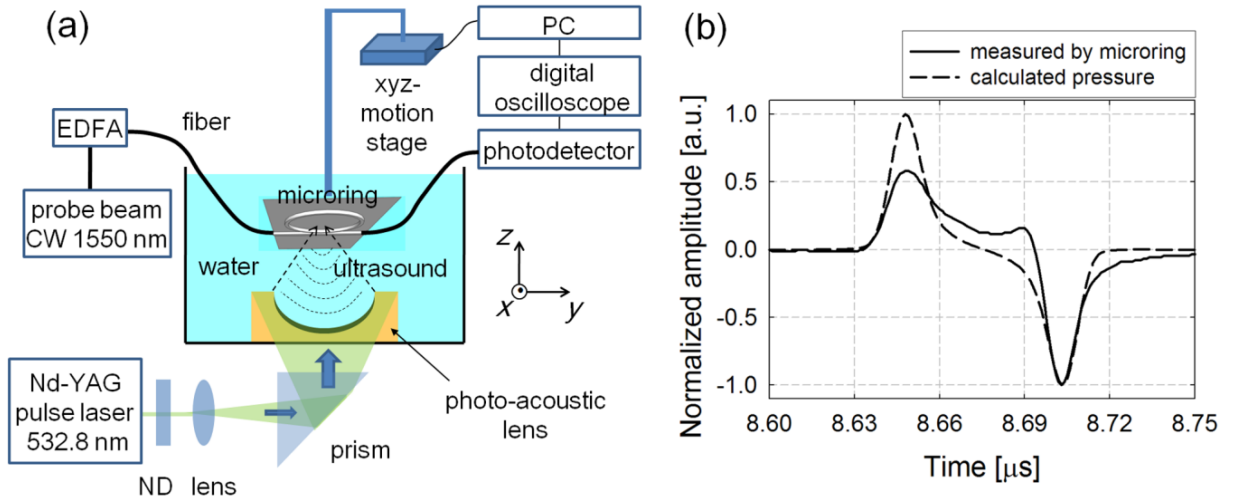 (a)
PC
digital
oscilloscope
photodetector
xyz-
motion
stage
EDFA
fiber
probe beam
CW 1550 nm
microring
water
ultrasound
z
x
y
Nd-YAG
pulse laser
532.8 nm
ND
lens
prism
photo-acoustic
lens
(b)
measured by microring
calculated pressure
Normalized amplitude [a.u.]
1.0
0.5
0.0
-0.5
-1.0
8.60
8.63
8.66
8.69
8.72
8.75
Time [μs]